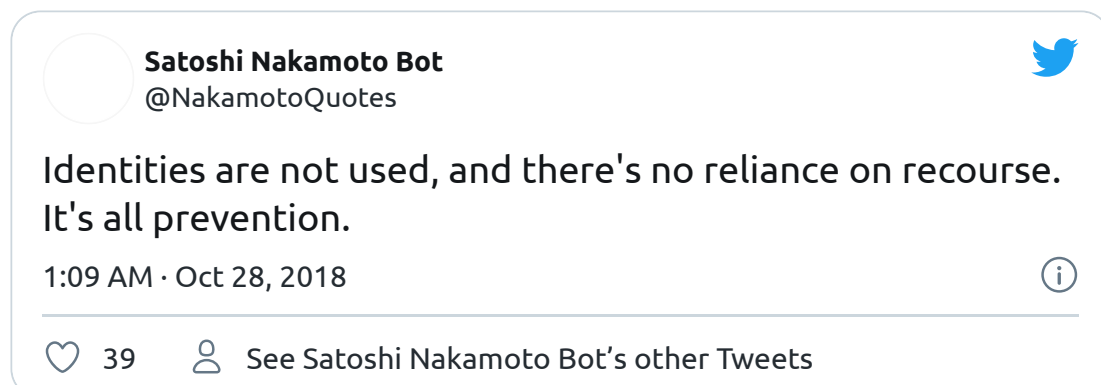 Satoshi Nakamoto Bot
@NakamotoQuotes
Identities are not used, and there's no reliance on recourse.
It's all prevention.
1:09 AM · Oct 28, 2018
39
See Satoshi Nakamoto Bot’s other Tweets